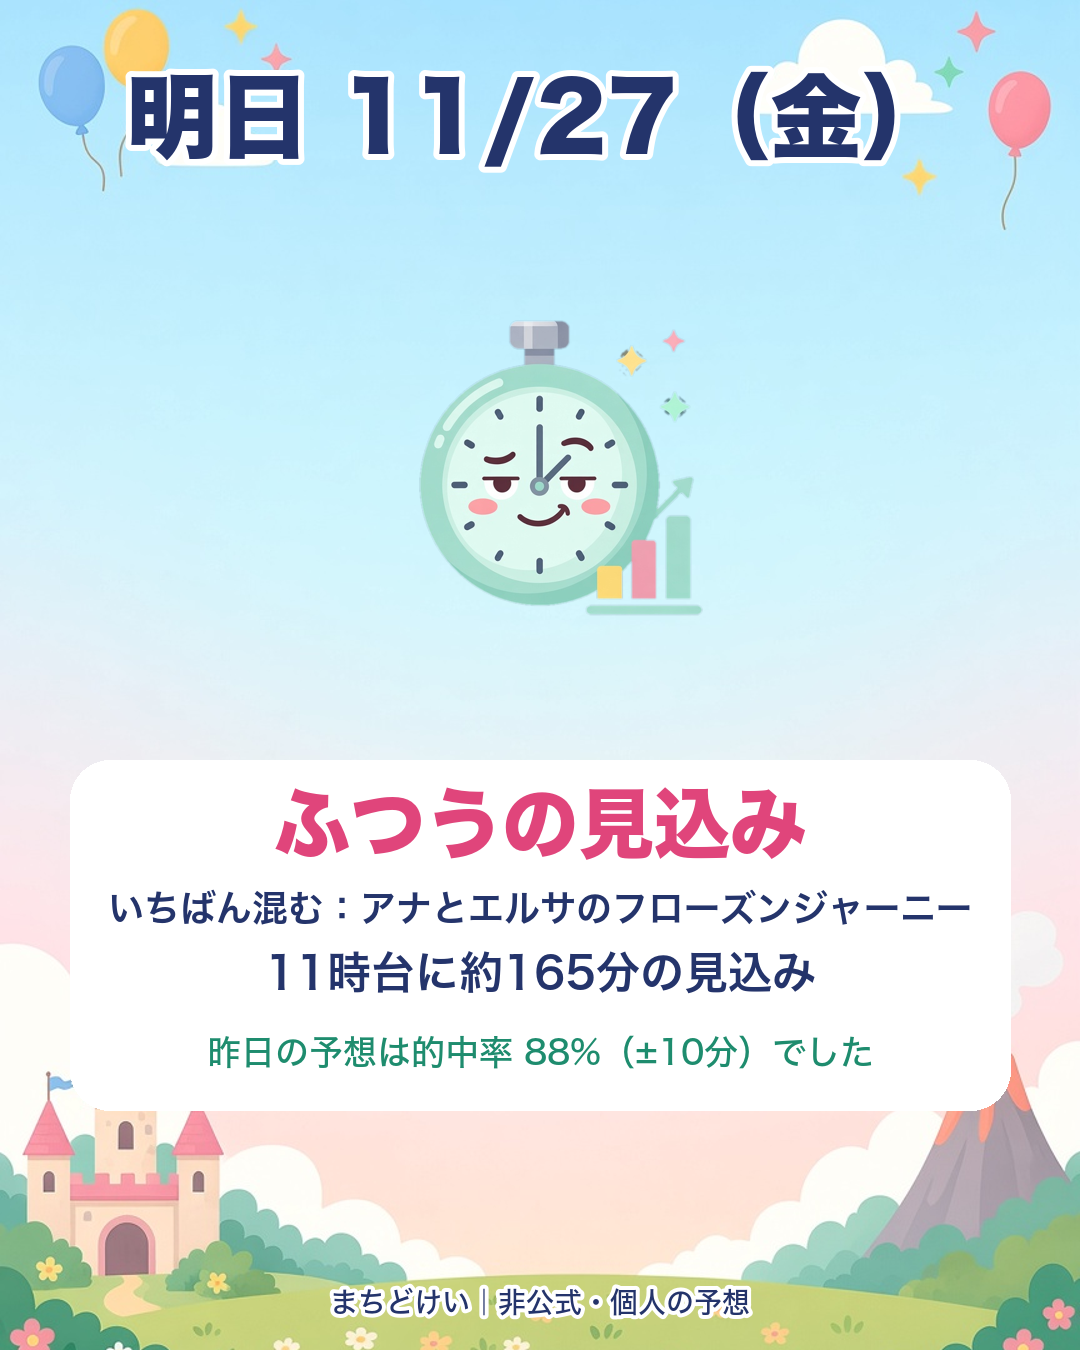 明日 11/27（金）
ふつうの見込み
いちばん混む：アナとエルサのフローズンジャーニー
11時台に約165分の見込み
昨日の予想は的中率 88%（±10分）でした
まちどけい｜非公式・個人の予想